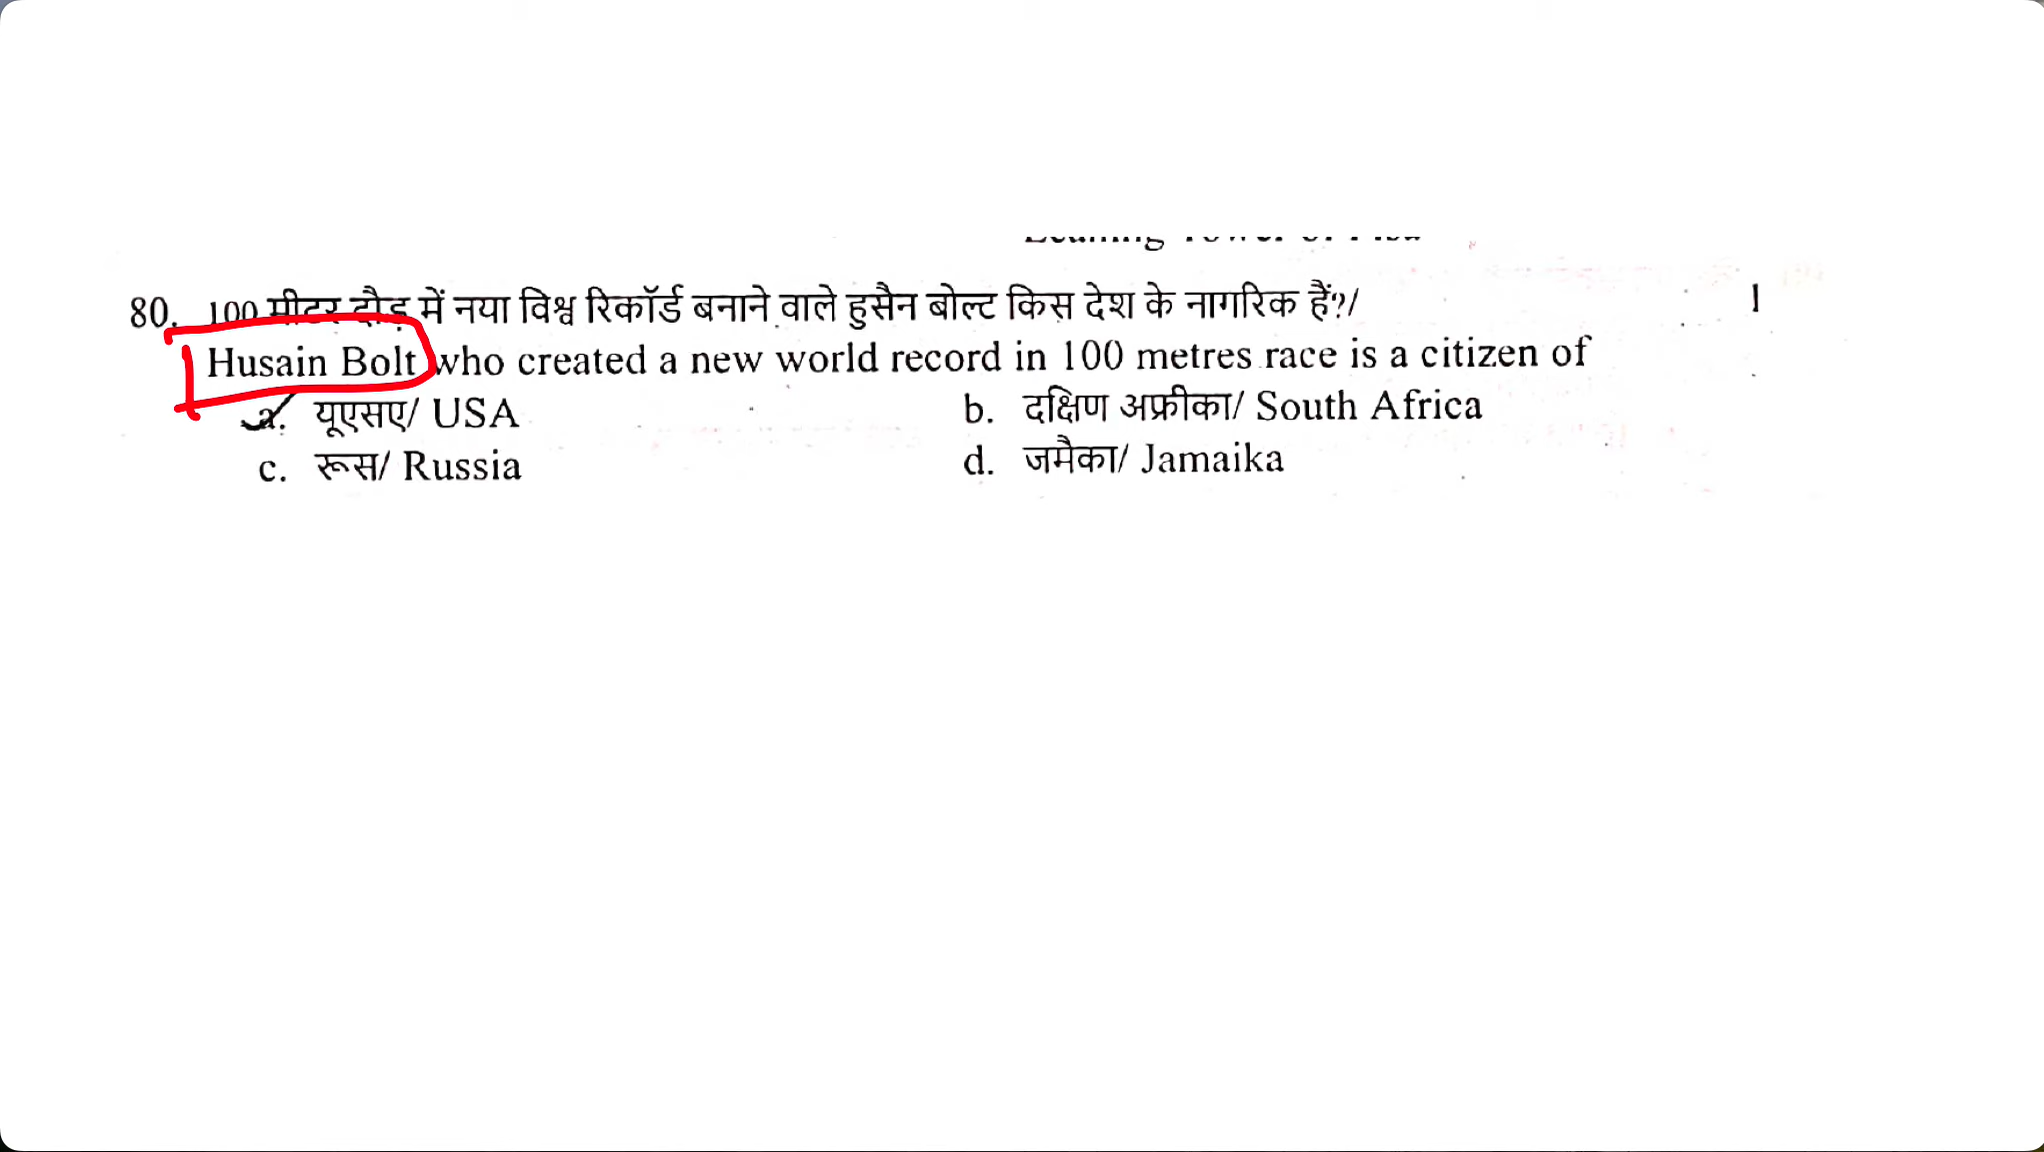 80. 100 मीटर दौड़ में नया विश्व रिकॉर्ड बनाने वाले हुसैन बोल्ट किस देश के नागरिक हैं?/ 1
Husain Bolt who created a new world record in 100 metres race is a citizen of
a. यूएसए/ USA b. दक्षिण अफ्रीका/ South Africa
c. रूस/ Russia d. जमैका/ Jamaika